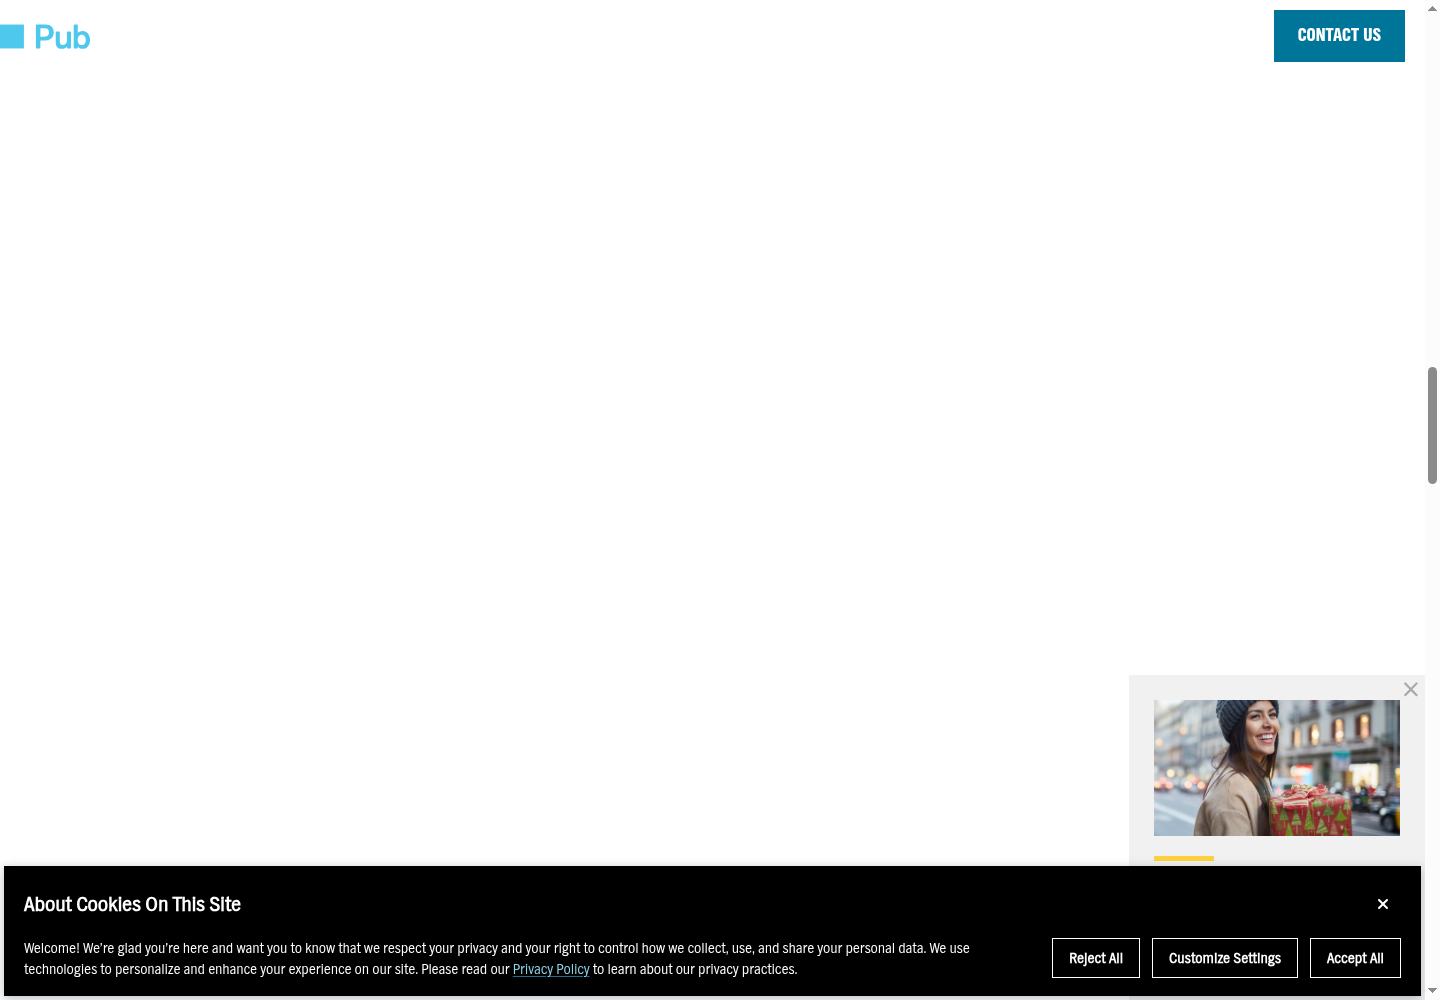 Pub
CONTACT US
About Cookies On This Site
Welcome! We're glad you're here and want you to know that we respect your privacy and your right to control how we collect, use, and share your personal data. We use
technologies to personalize and enhance your experience on our site. Please read our Privacy Policy to learn about our privacy practices.
Reject All
Customize Settings
Accept All